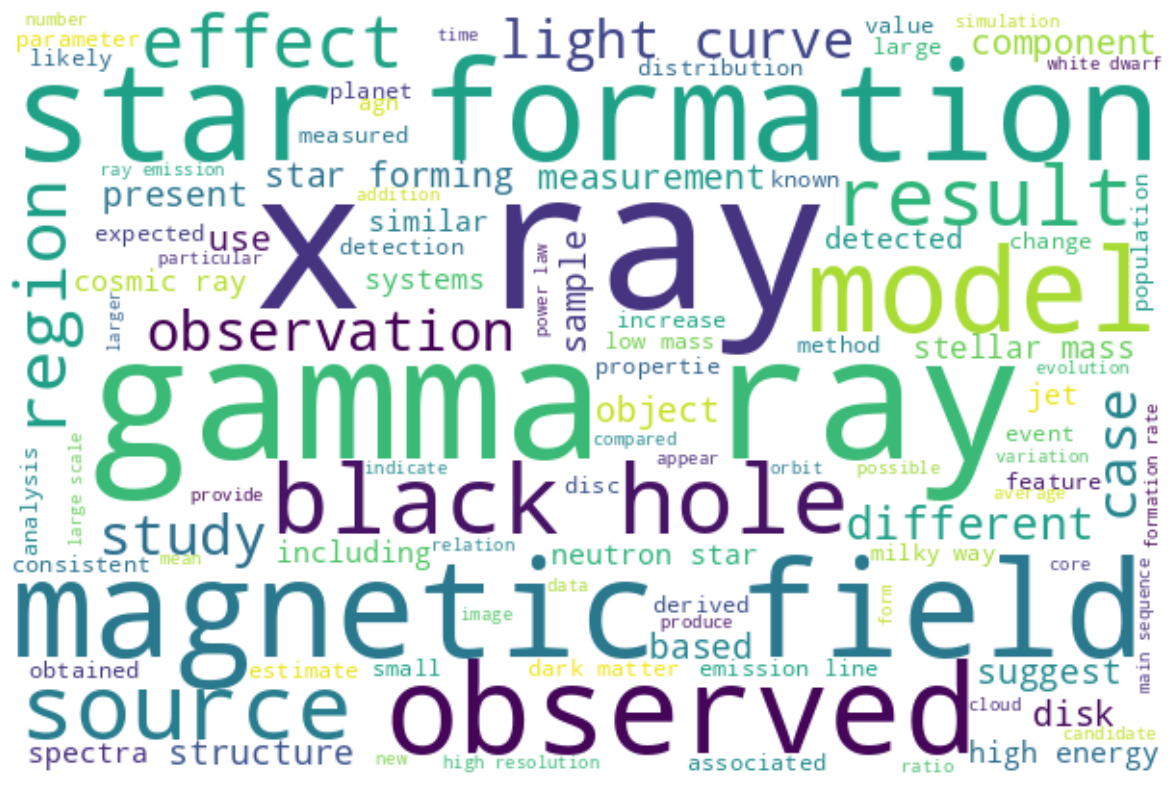 number
parameter
likely
effect
time
light curve
value
large
simulation
component
white dwarf
distribution
star formation
planet
agn
measured
ray emission
present
star forming
addition
measurement
known
result
region
expected
particular
use
similar
detection
x ray
sample
power law
detected
change
population
cosmic ray
larger
systems
model
observation
increase
low mass
method
stellar mass
propertie
evolution
gamma ray
object
jet
case
compared
event
variation
formation rate
analysis
large scale
indicate
appear
orbit
possible
provide
black hole
disc
feature
average
study
different
consistent
mean
including
relation
neutron star
milky way
core
magnetic field
data
image
derived
produce
form
main sequence
based
obtained
estimate
small
dark matter
emission line
suggest
source
observed
cloud
disk
candidate
spectra
structure
new
high resolution
associated
ratio
high energy